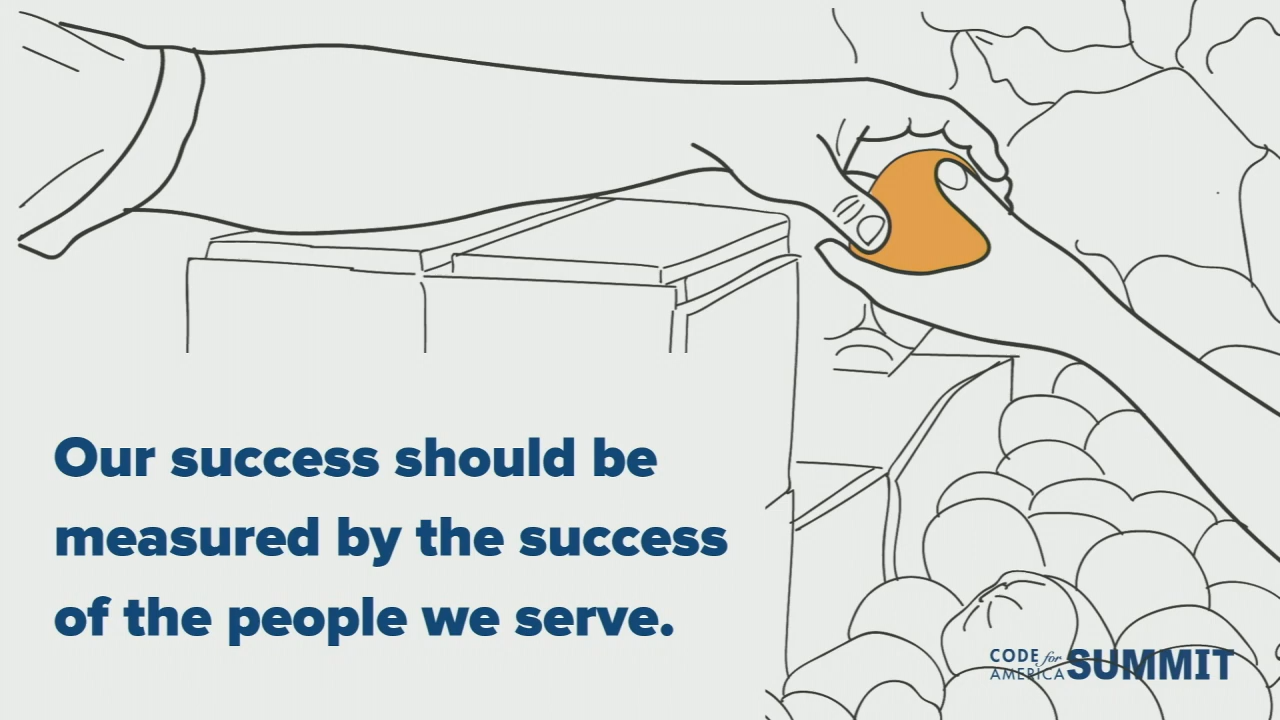 Our success should be
measured by the success
of the people we serve.
CODE for
AMERICA SUMMIT